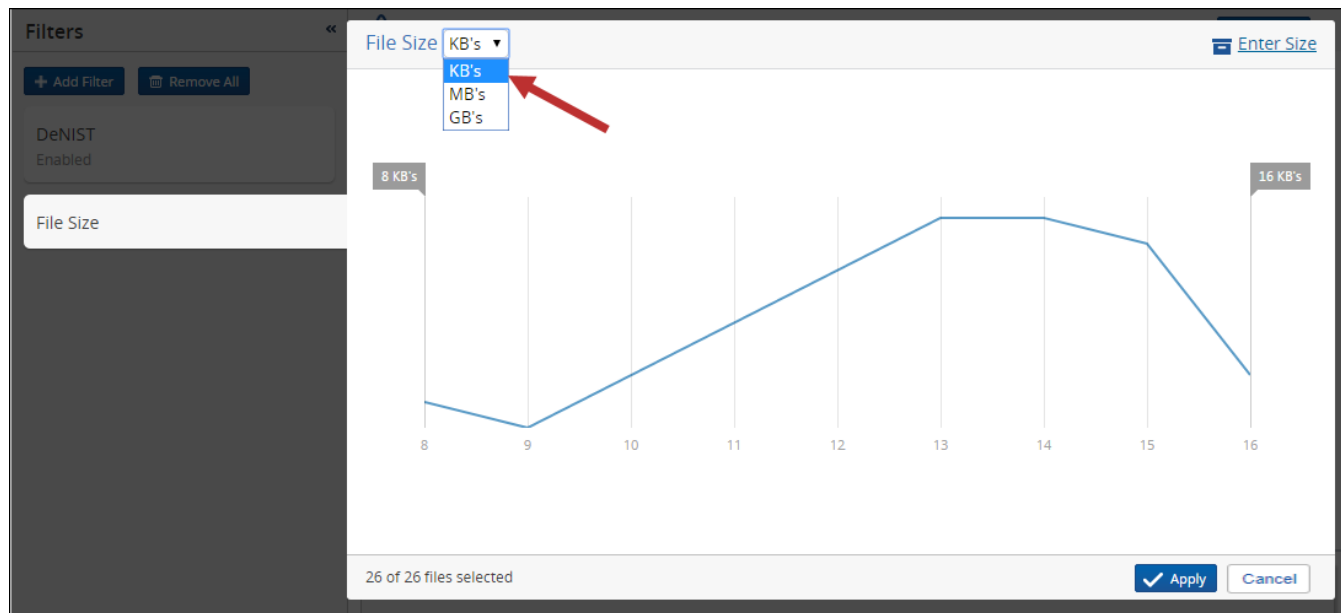 Filters «
+ Add Filter Remove All
DeNIST
Enabled
File Size
File Size KB's ▼
Enter Size
KB's
MB's
GB's
8 KB's 16 KB's
8 9 10 11 12 13 14 15 16
26 of 26 files selected
Apply Cancel